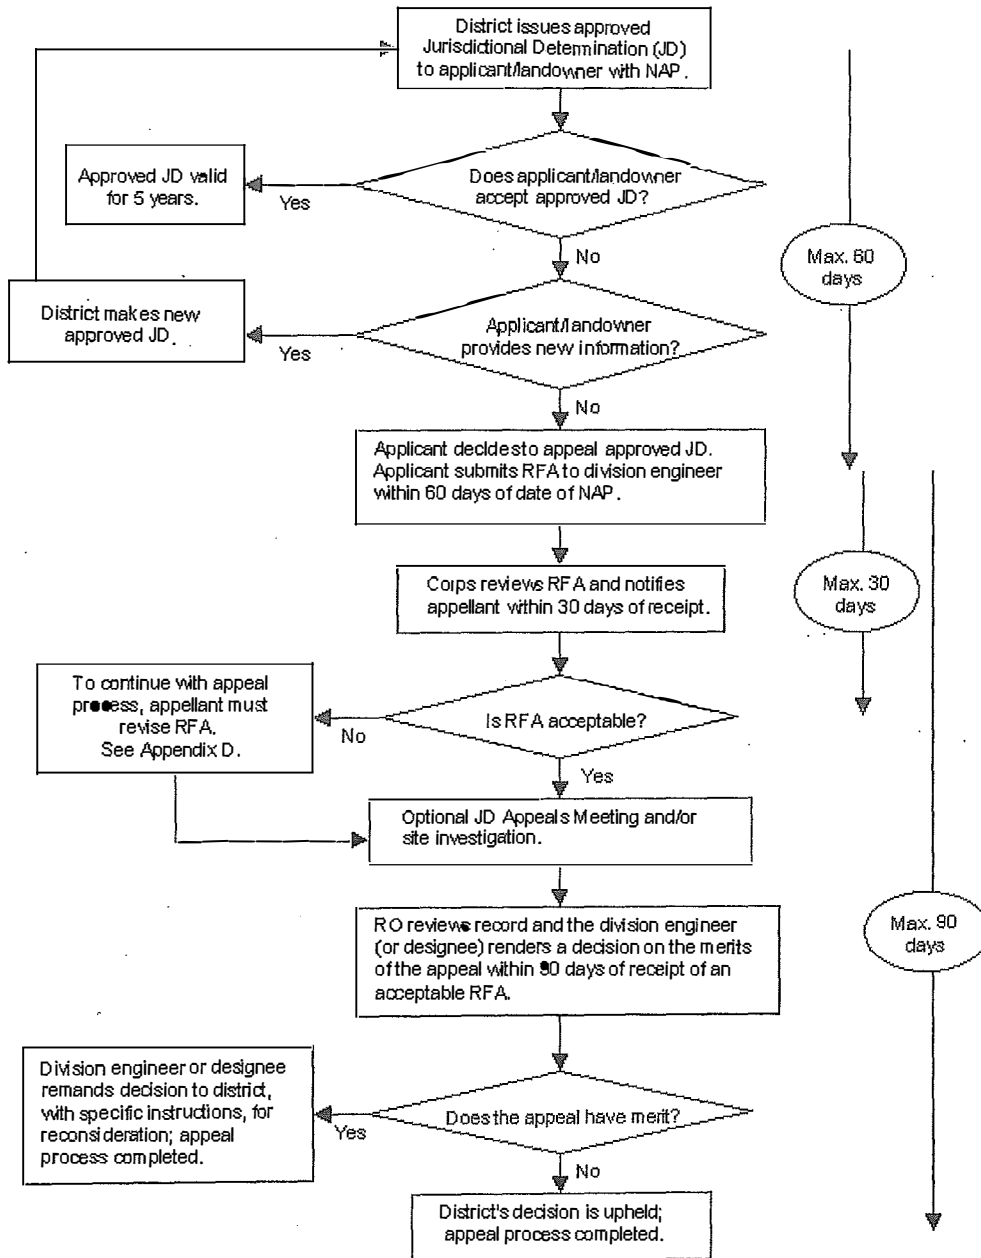 District issues approved
Jurisdictional Determination (JD)
to applicant/landowner with NAP.
Does applicant/landowner
accept approved JD?
Yes
Approved JD valid
for 5 years.
No
Max. 60
days
Applicant/landowner
provides new information?
Yes
District makes new
approved JD.
No
Applicant decides to appeal approved JD.
Applicant submits RFA to division engineer
within 60 days of date of NAP.
Corps reviews RFA and notifies
appellant within 30 days of receipt.
Max. 30
days
Is RFA acceptable?
No
To continue with appeal
process, appellant must
revise RFA.
See Appendix D.
Yes
Optional JD Appeals Meeting and/or
site investigation.
RO reviews record and the division engineer
(or designee) renders a decision on the merits
of the appeal within 90 days of receipt of an
acceptable RFA.
Max. 90
days
Does the appeal have merit?
Yes
Division engineer or designee
remands decision to district,
with specific instructions, for
reconsideration; appeal
process completed.
No
District's decision is upheld;
appeal process completed.